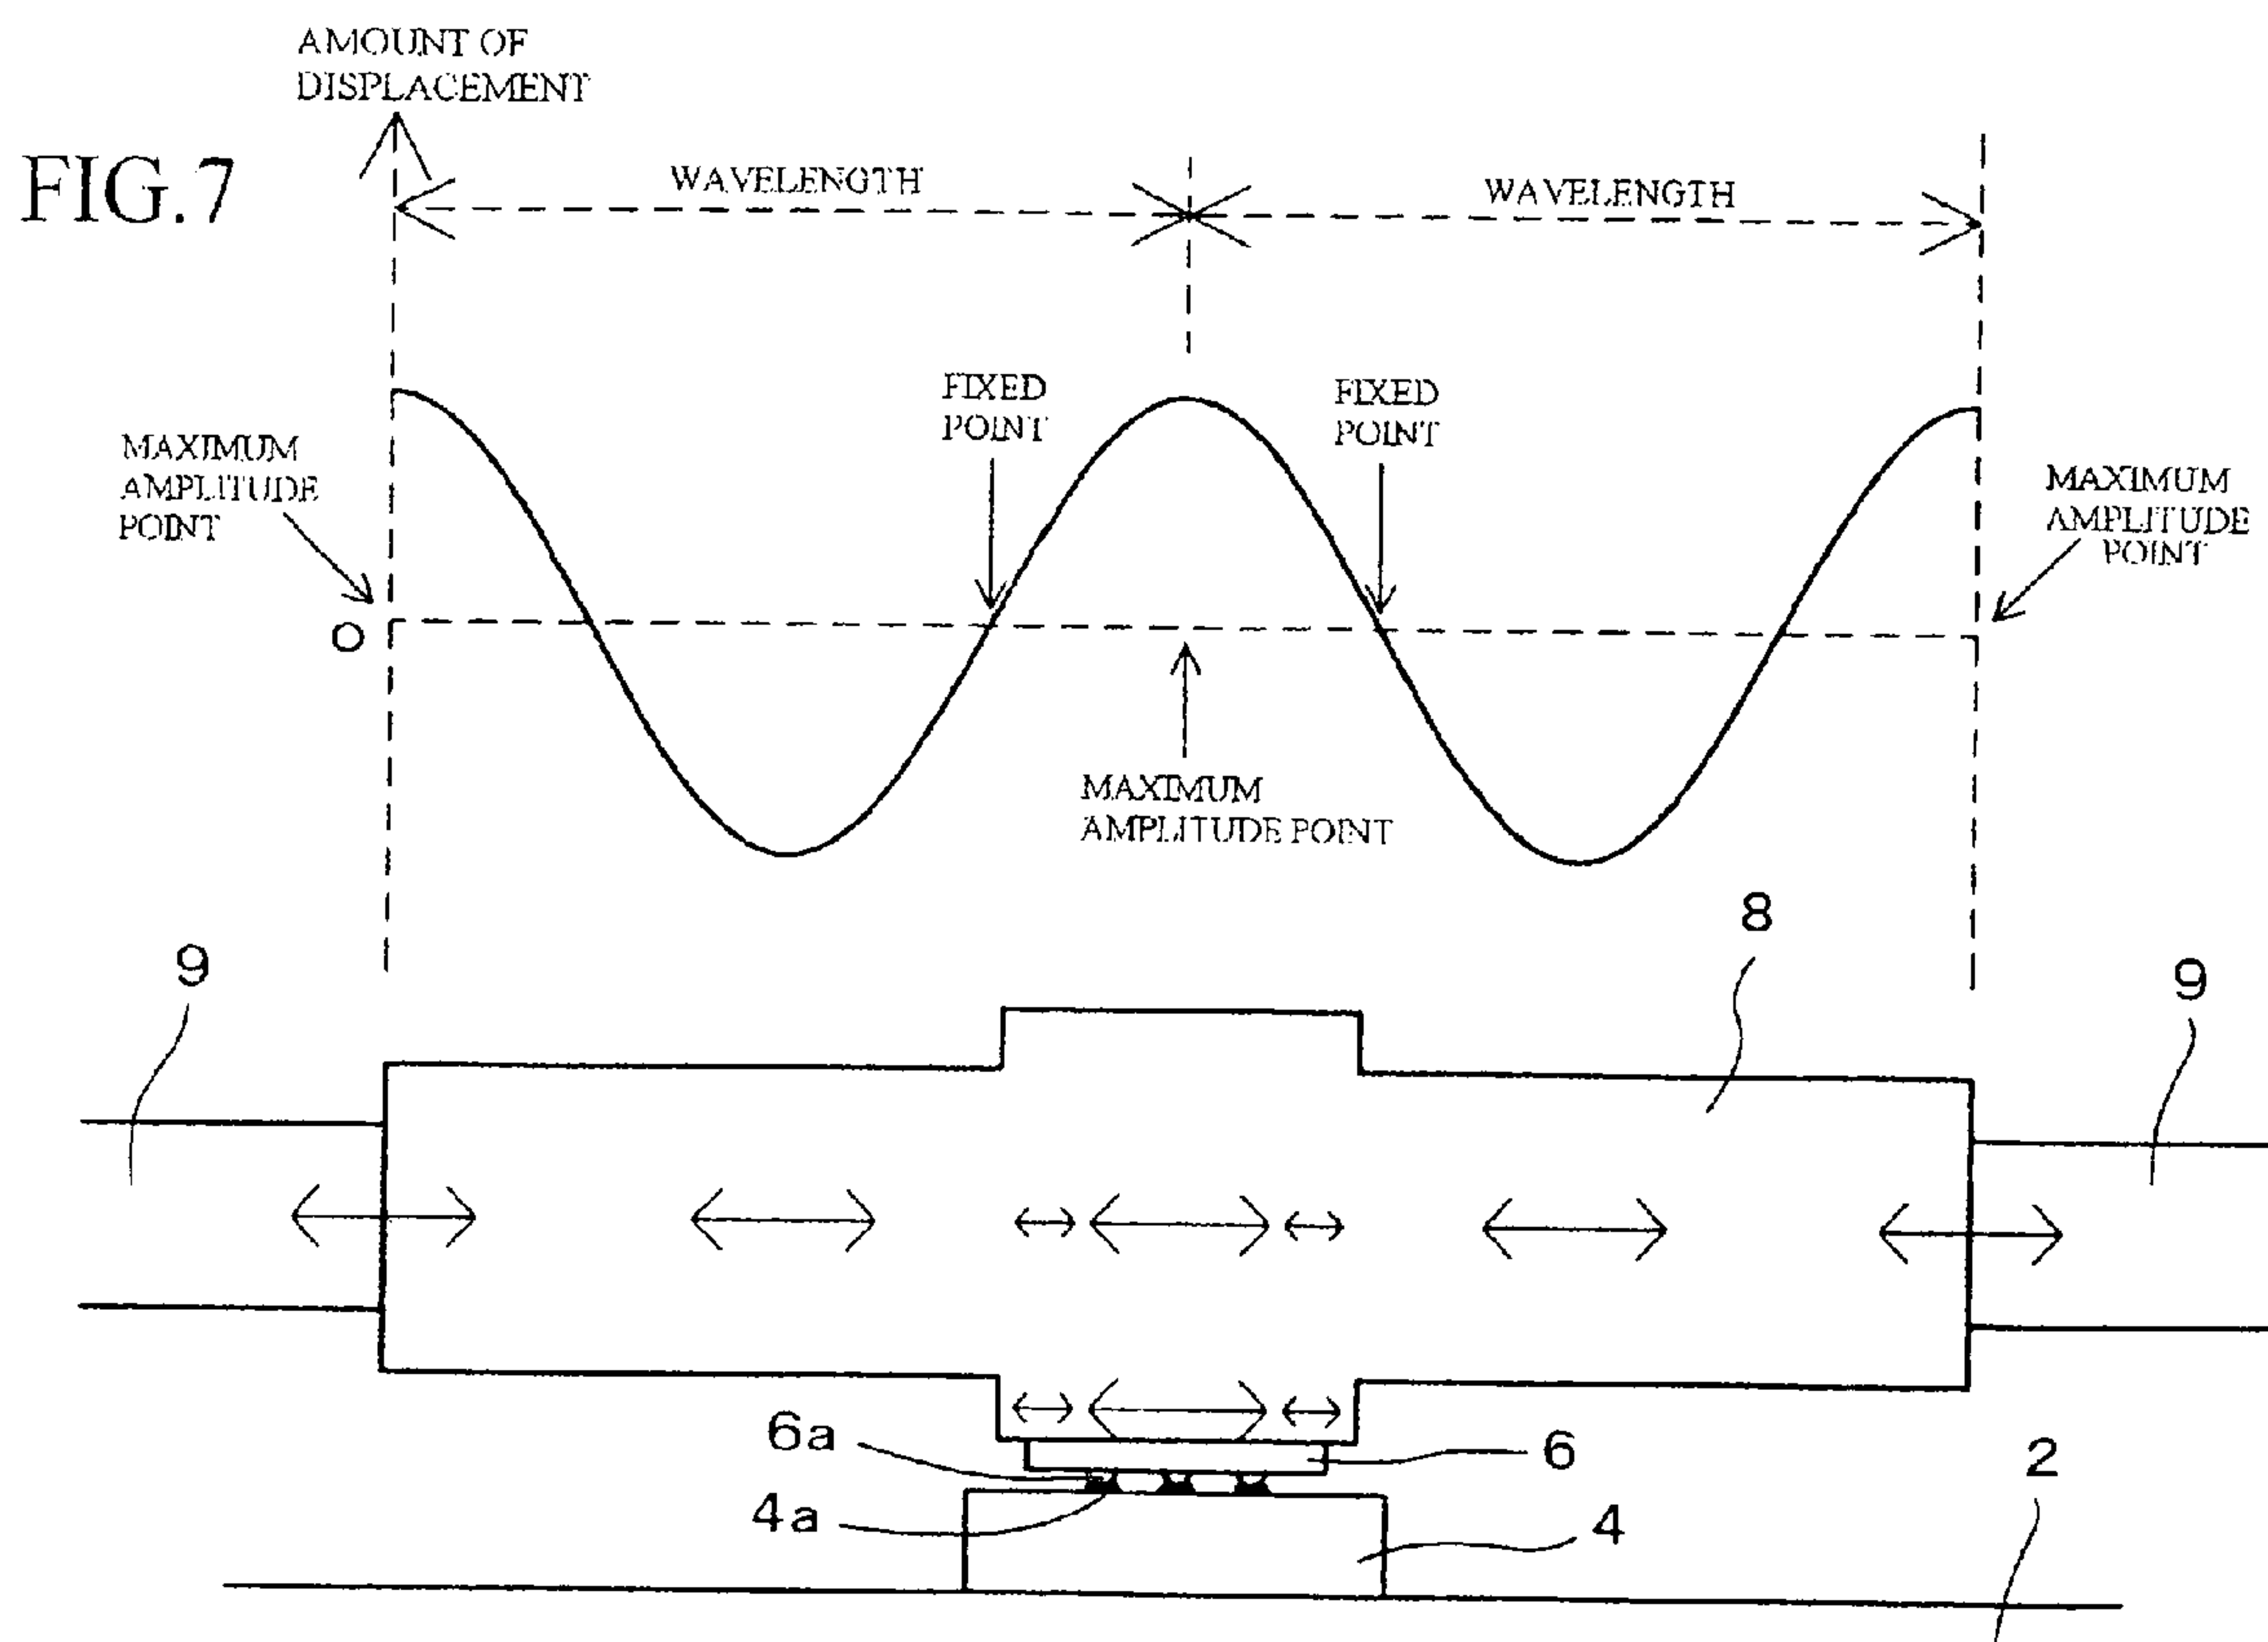 AMOUNT OF
DISPLACEMENT
FIG.7
WAVELENGTH
WAVELENGTH
FIXED
POINT
FIXED
POINT
MAXIMUM
AMPLITUDE
POINT
MAXIMUM
AMPLITUDE
POINT
O
MAXIMUM
AMPLITUDE POINT
8
9
9
6a
6
2
4a
4